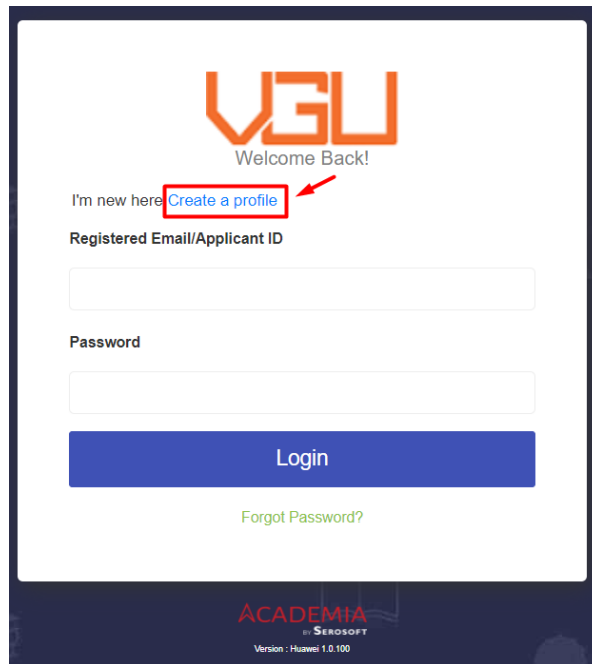 VGU
Welcome Back!
I'm new here Create a profile
Registered Email/Applicant ID
Password
Login
Forgot Password?
ACADEMIA
BY SEROSOFT
Version : Huawei 1.0.100